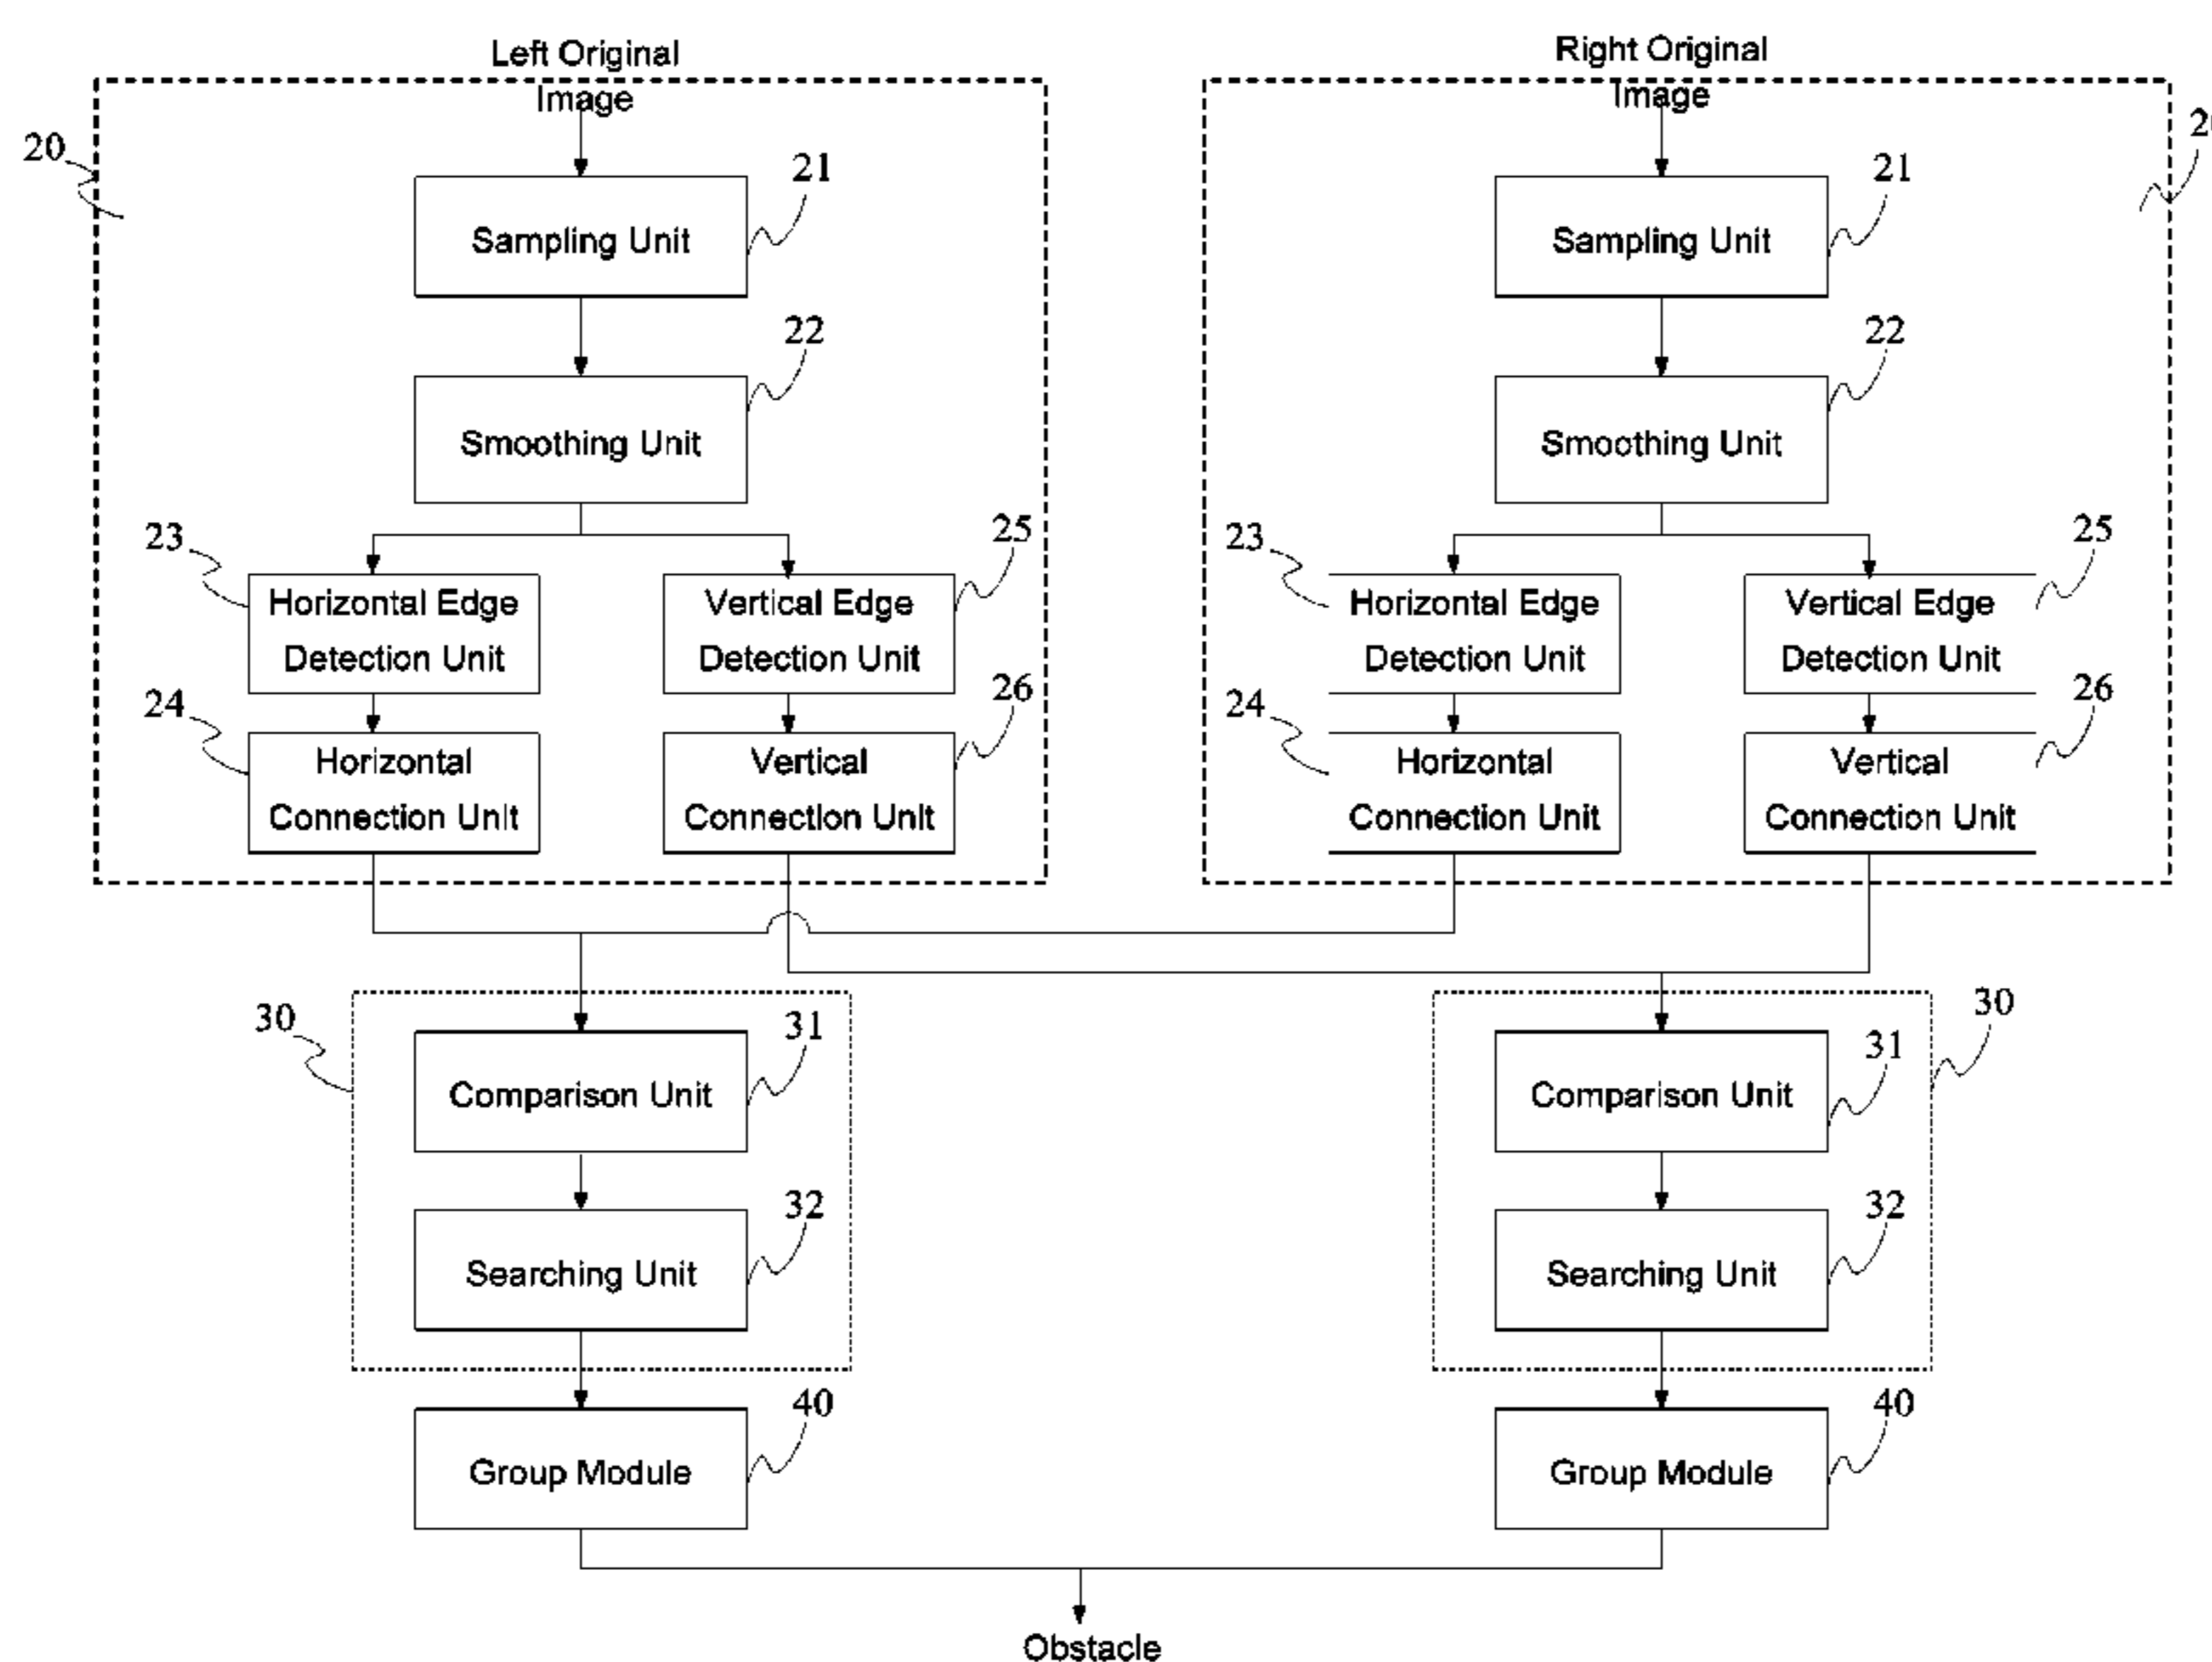 Left Original
Image
Right Original
Image
20
21
Sampling Unit
22
Smoothing Unit
23
Horizontal Edge
Detection Unit
25
Vertical Edge
Detection Unit
24
Horizontal
Connection Unit
26
Vertical
Connection Unit
21
Sampling Unit
22
Smoothing Unit
23
Horizontal Edge
Detection Unit
25
Vertical Edge
Detection Unit
24
Horizontal
Connection Unit
26
Vertical
Connection Unit
30
31
Comparison Unit
32
Searching Unit
40
Group Module
30
31
Comparison Unit
32
Searching Unit
40
Group Module
Obstacle